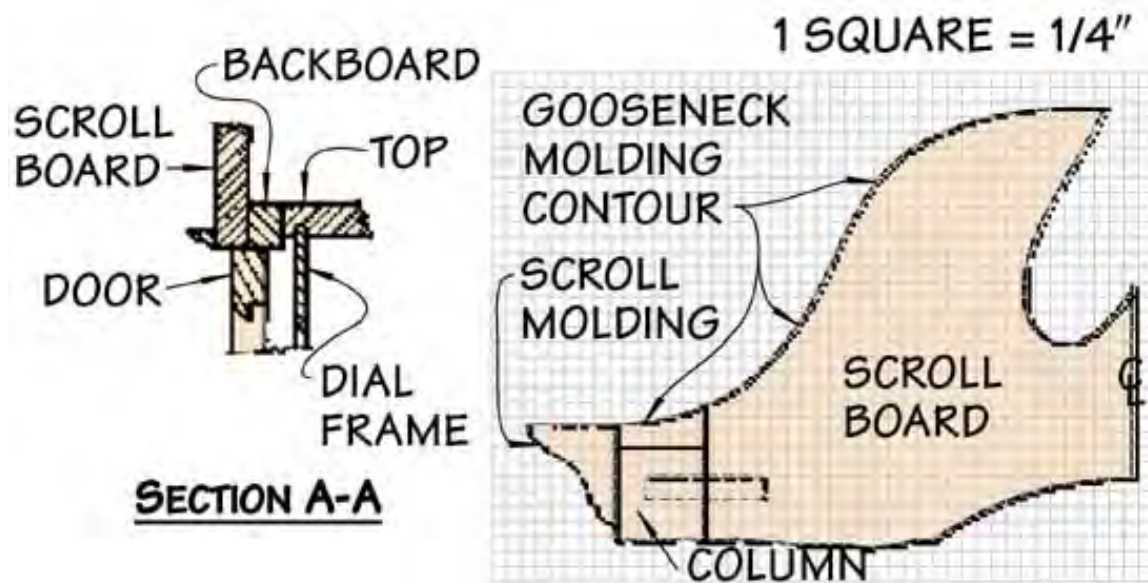 1 SQUARE = 1/4"
BACKBOARD
SCROLL
BOARD
TOP
DOOR
DIAL
FRAME
SECTION A-A
GOOSENECK
MOLDING
CONTOUR
SCROLL
MOLDING
SCROLL
BOARD
℄
COLUMN